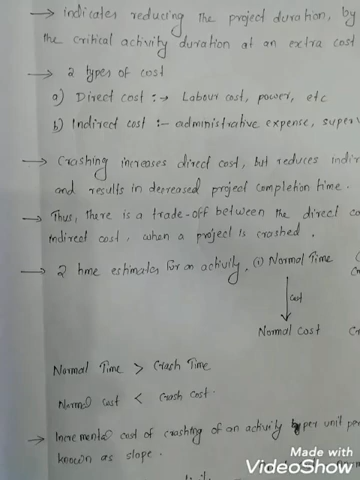 → indicates reducing the project duration, by
the critical activity duration at an extra cost
→ 2 types of cost
a) Direct cost :→ Labour cost, power, etc
b) Indirect cost :— administrative expense,
→ Crashing increases direct cost, but reduces
and results in decreased project completion time.
→ Thus, there is a trade-off between the direct
indirect cost, when a project is crashed.
→ 2 time estimates for an activity. (1) Normal Time
cost
Normal Cost
Normal Time > Crash Time
Normal cost < Crash cost.
→ Incremental cost of crashing of an activity per unit
known as slope.
Made with
VideoShow